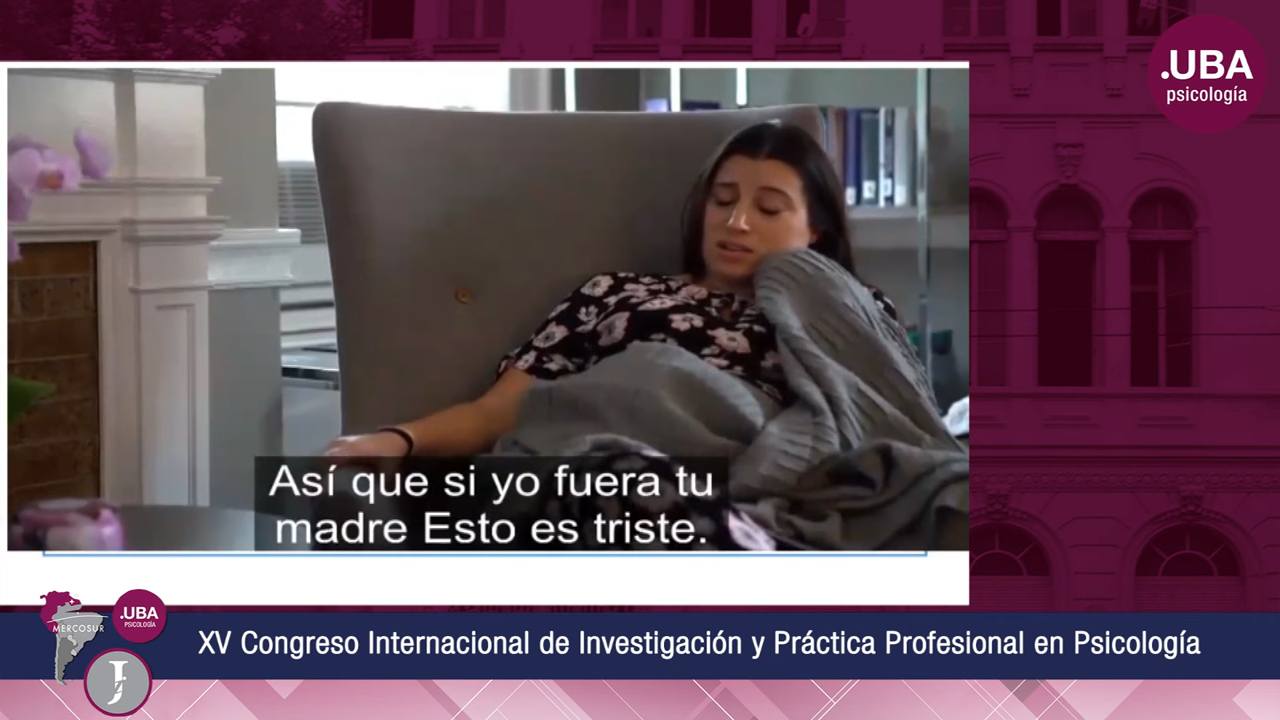 .UBA
psicología
Así que si yo fuera tu
madre Esto es triste.
MERCOSUR
.UBA
PSICOLOGÍA
XV Congreso Internacional de Investigación y Práctica Profesional en Psicología